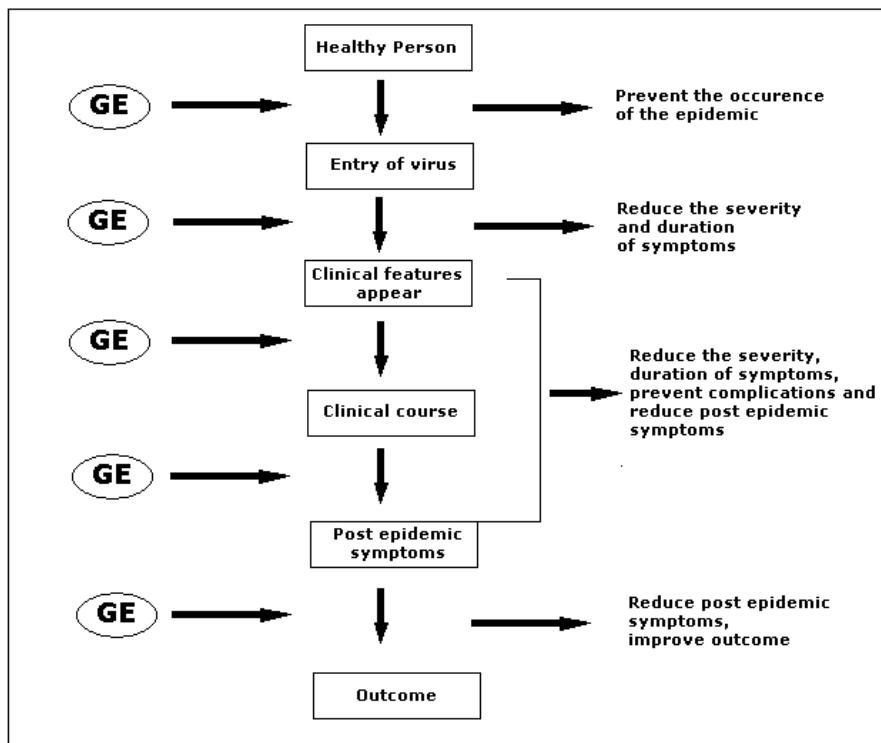 Healthy Person
GE
Prevent the occurence
of the epidemic
Entry of virus
GE
Reduce the severity
and duration
of symptoms
Clinical features
appear
GE
Reduce the severity,
duration of symptoms,
prevent complications and
reduce post epidemic
symptoms
Clinical course
GE
Post epidemic
symptoms
GE
Reduce post epidemic
symptoms,
improve outcome
Outcome